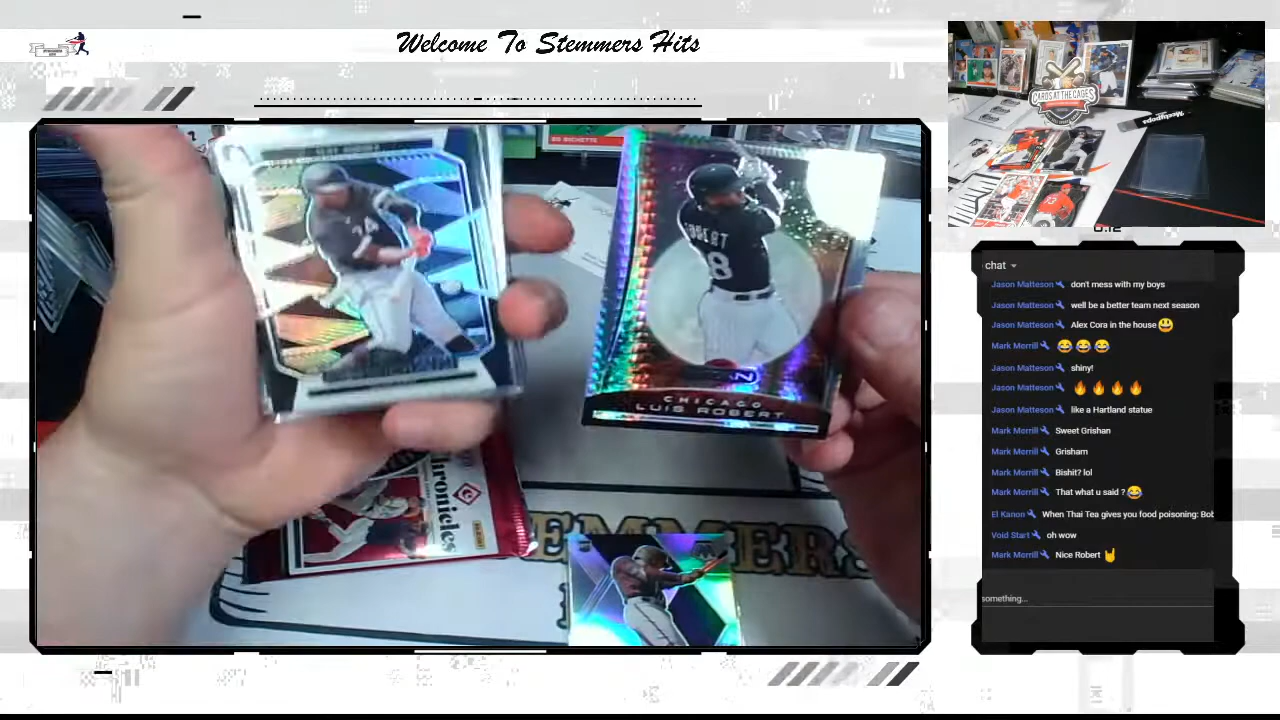 Welcome To Stemmers Hits
BO BICHETTE
ROBERT
8
CHICAGO
LUIS ROBERT
Chronicles
CARDS AT THE CAGES
chat
Jason Matteson don't mess with my boys
Jason Matteson well be a better team next season
Jason Matteson Alex Cora in the house 😃
Mark Merrill 😂 😂 😂
Jason Matteson shiny!
Jason Matteson 🔥 🔥 🔥 🔥
Jason Matteson like a Hartland statue
Mark Merrill Sweet Grishan
Mark Merrill Grisham
Mark Merrill Bishit? lol
Mark Merrill That what u said ? 😂
El Kanon When Thai Tea gives you food poisoning: Bob
Void Start oh wow
Mark Merrill Nice Robert 🤘
something...